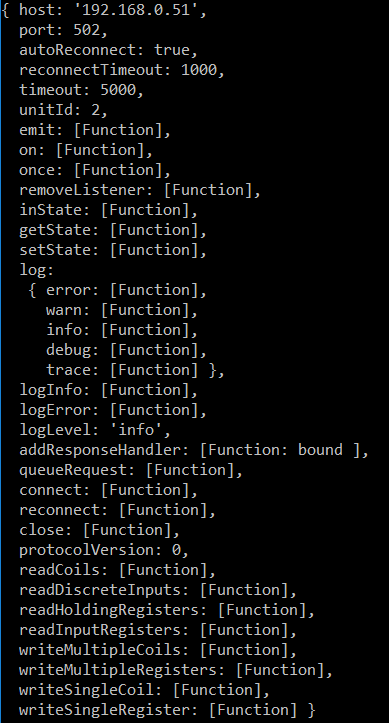 { host: '192.168.0.51',
  port: 502,
  autoReconnect: true,
  reconnectTimeout: 1000,
  timeout: 5000,
  unitId: 2,
  emit: [Function],
  on: [Function],
  once: [Function],
  removeListener: [Function],
  inState: [Function],
  getState: [Function],
  setState: [Function],
  log:
   { error: [Function],
     warn: [Function],
     info: [Function],
     debug: [Function],
     trace: [Function] },
  logInfo: [Function],
  logError: [Function],
  logLevel: 'info',
  addResponseHandler: [Function: bound ],
  queueRequest: [Function],
  connect: [Function],
  reconnect: [Function],
  close: [Function],
  protocolVersion: 0,
  readCoils: [Function],
  readDiscreteInputs: [Function],
  readHoldingRegisters: [Function],
  readInputRegisters: [Function],
  writeMultipleCoils: [Function],
  writeMultipleRegisters: [Function],
  writeSingleCoil: [Function],
  writeSingleRegister: [Function] }